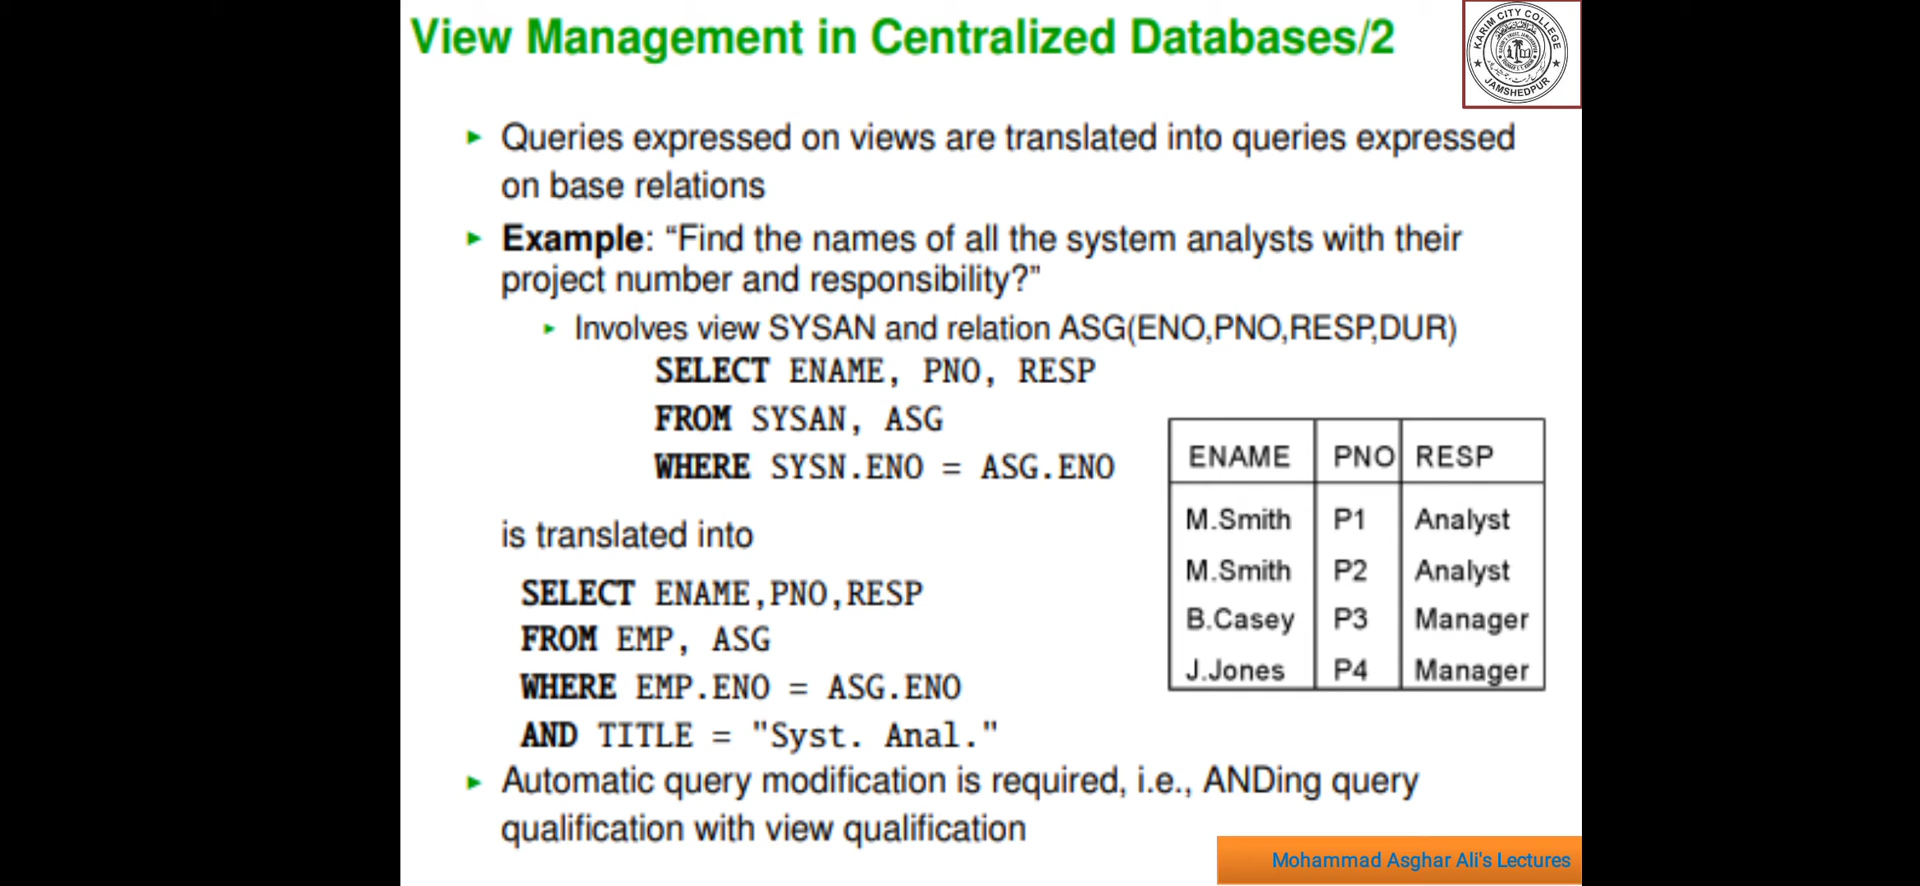 View Management in Centralized Databases/2
KARIM CITY COLLEGE
JAMSHEDPUR
► Queries expressed on views are translated into queries expressed
on base relations
► Example: “Find the names of all the system analysts with their
project number and responsibility?”
► Involves view SYSAN and relation ASG(ENO,PNO,RESP,DUR)
SELECT ENAME, PNO, RESP
FROM SYSAN, ASG
WHERE SYSN.ENO = ASG.ENO
ENAME PNO RESP
M.Smith P1 Analyst
M.Smith P2 Analyst
B.Casey P3 Manager
J.Jones P4 Manager
is translated into
SELECT ENAME,PNO,RESP
FROM EMP, ASG
WHERE EMP.ENO = ASG.ENO
AND TITLE = "Syst. Anal."
► Automatic query modification is required, i.e., ANDing query
qualification with view qualification
Mohammad Asghar Ali's Lectures